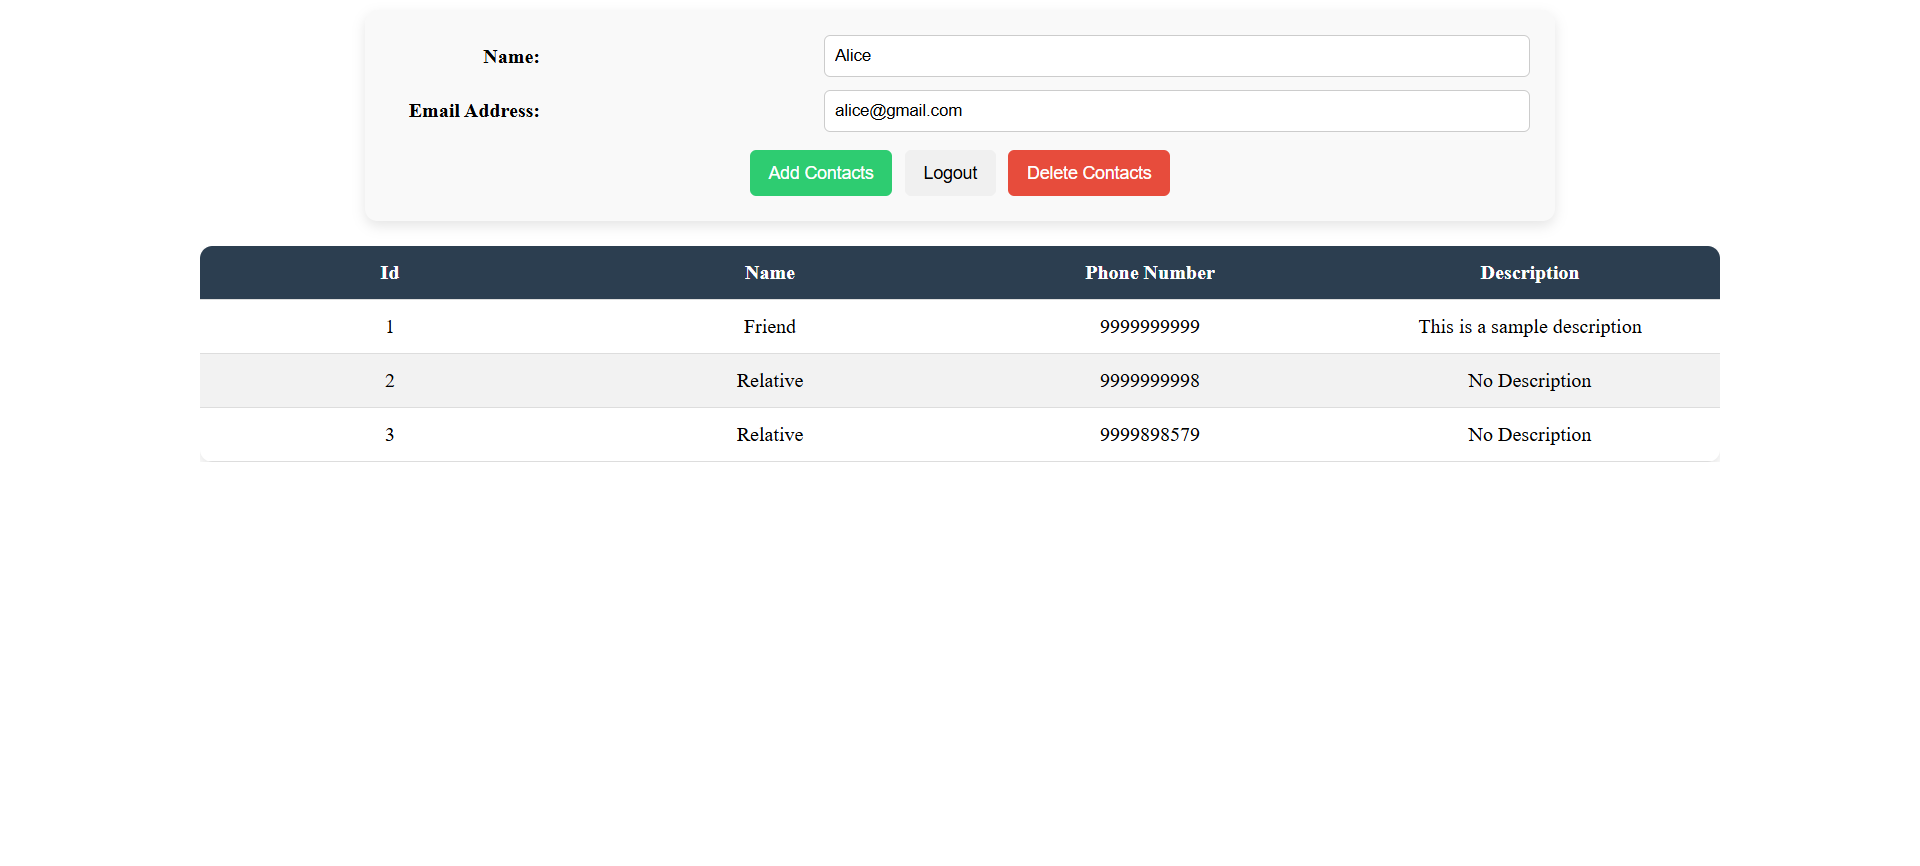 Name: Alice
Email Address: alice@gmail.com
Add Contacts Logout Delete Contacts
Id Name Phone Number Description
1 Friend 9999999999 This is a sample description
2 Relative 9999999998 No Description
3 Relative 9999898579 No Description